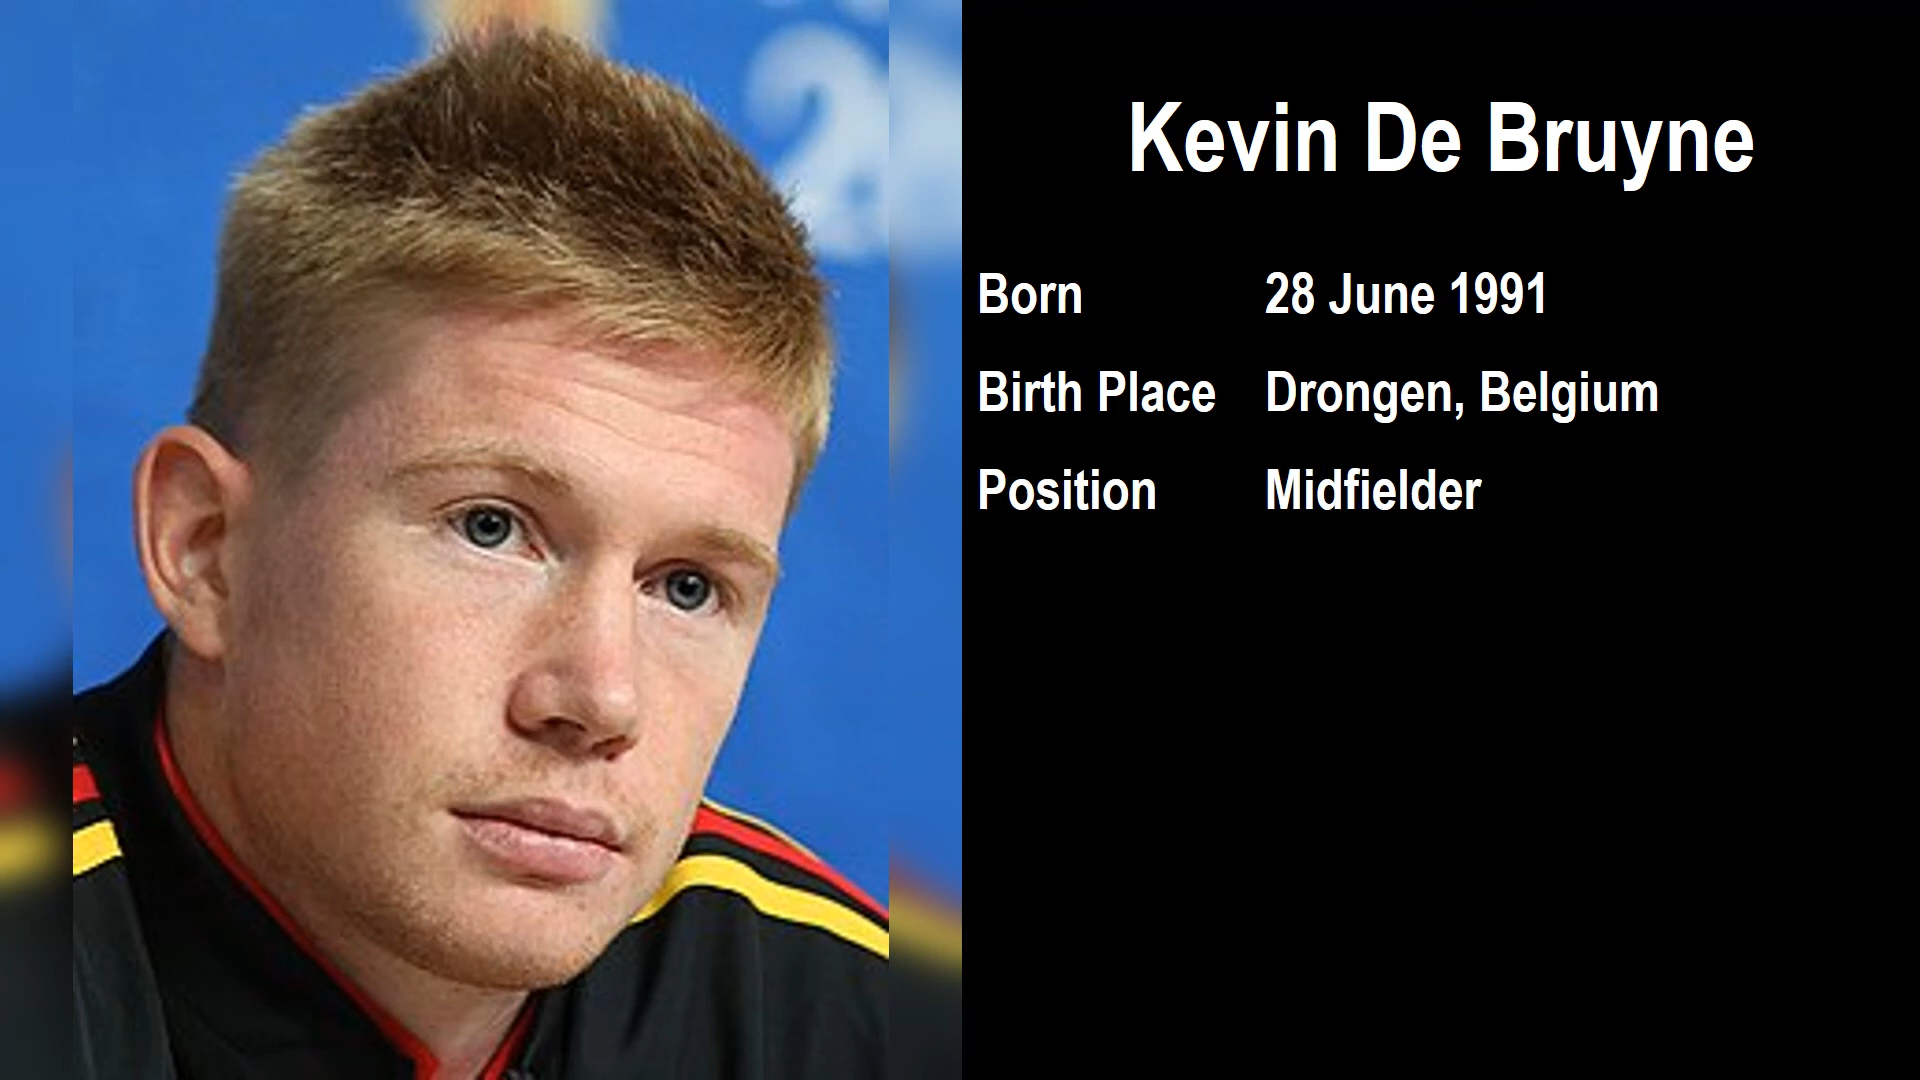 Kevin De Bruyne
Born 28 June 1991
Birth Place Drongen, Belgium
Position Midfielder